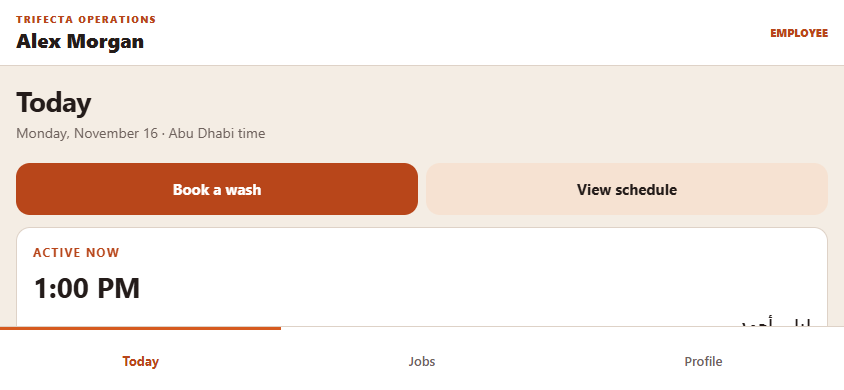 TRIFECTA OPERATIONS
Alex Morgan
EMPLOYEE
Today
Monday, November 16 · Abu Dhabi time
Book a wash
View schedule
ACTIVE NOW
1:00 PM
Today
Jobs
Profile